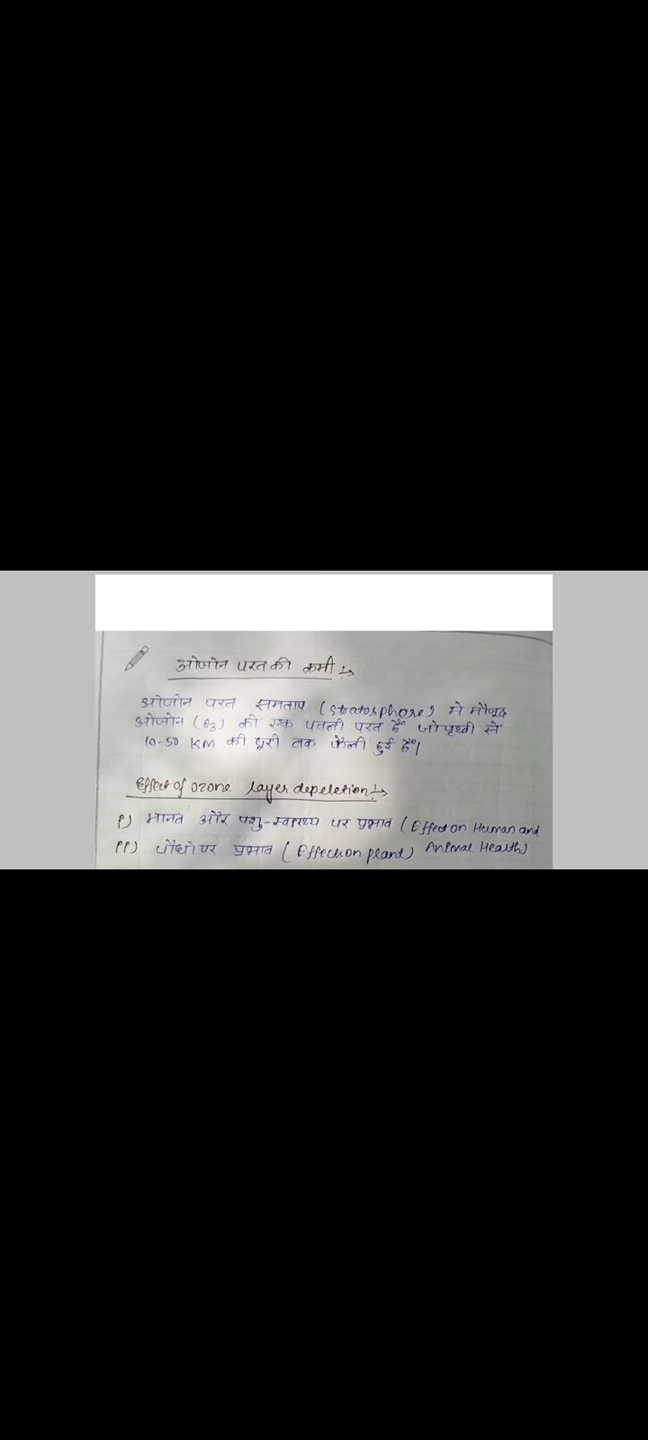 ओजोन परत की कमी :→
ओजोन परत समताप (stratosphere) मे मौजूद
ओजोन (O3) की एक पतली परत हैं जो पृथ्वी से
10-50 KM की दूरी तक फैली हुई हैं।
Effect of ozone layer depeletion :→
i) मानव और पशु-स्वास्थ्य पर प्रभाव (Effect on Human and
Animal Health)
ii) पौधो पर प्रभाव (Effect on plant)